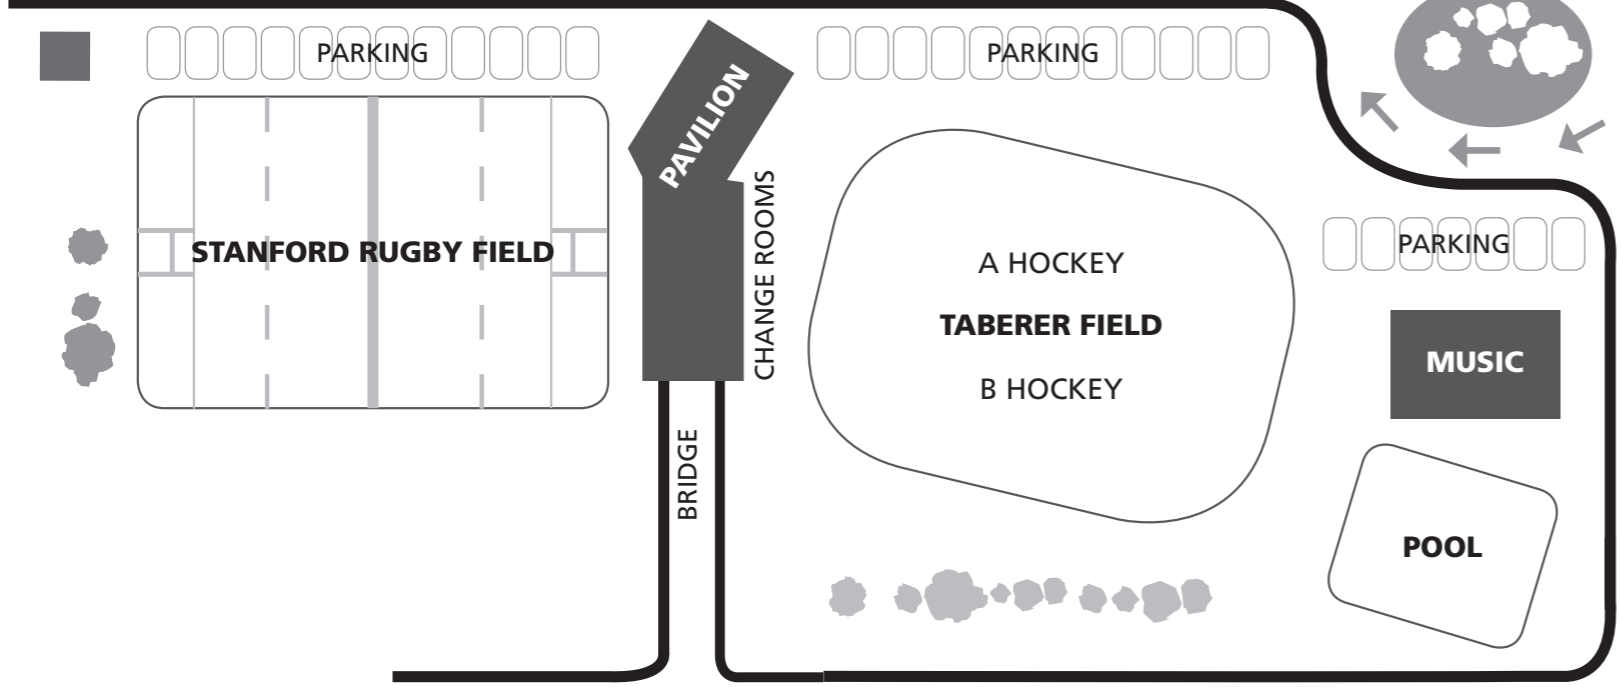 PARKING
PARKING
PAVILION
CHANGE ROOMS
STANFORD RUGBY FIELD
A HOCKEY
TABERER FIELD
B HOCKEY
PARKING
MUSIC
BRIDGE
POOL